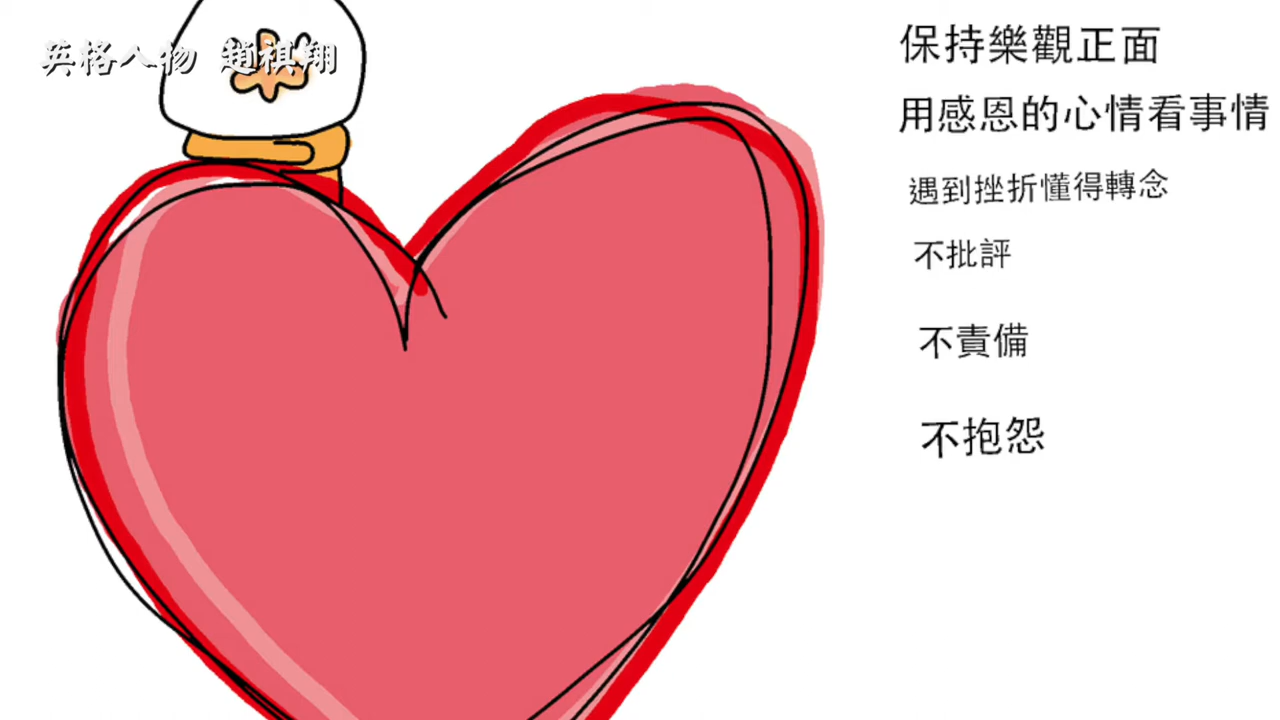 英格人物 趙祺翔
保持樂觀正面
用感恩的心情看事情
遇到挫折懂得轉念
不批評
不責備
不抱怨